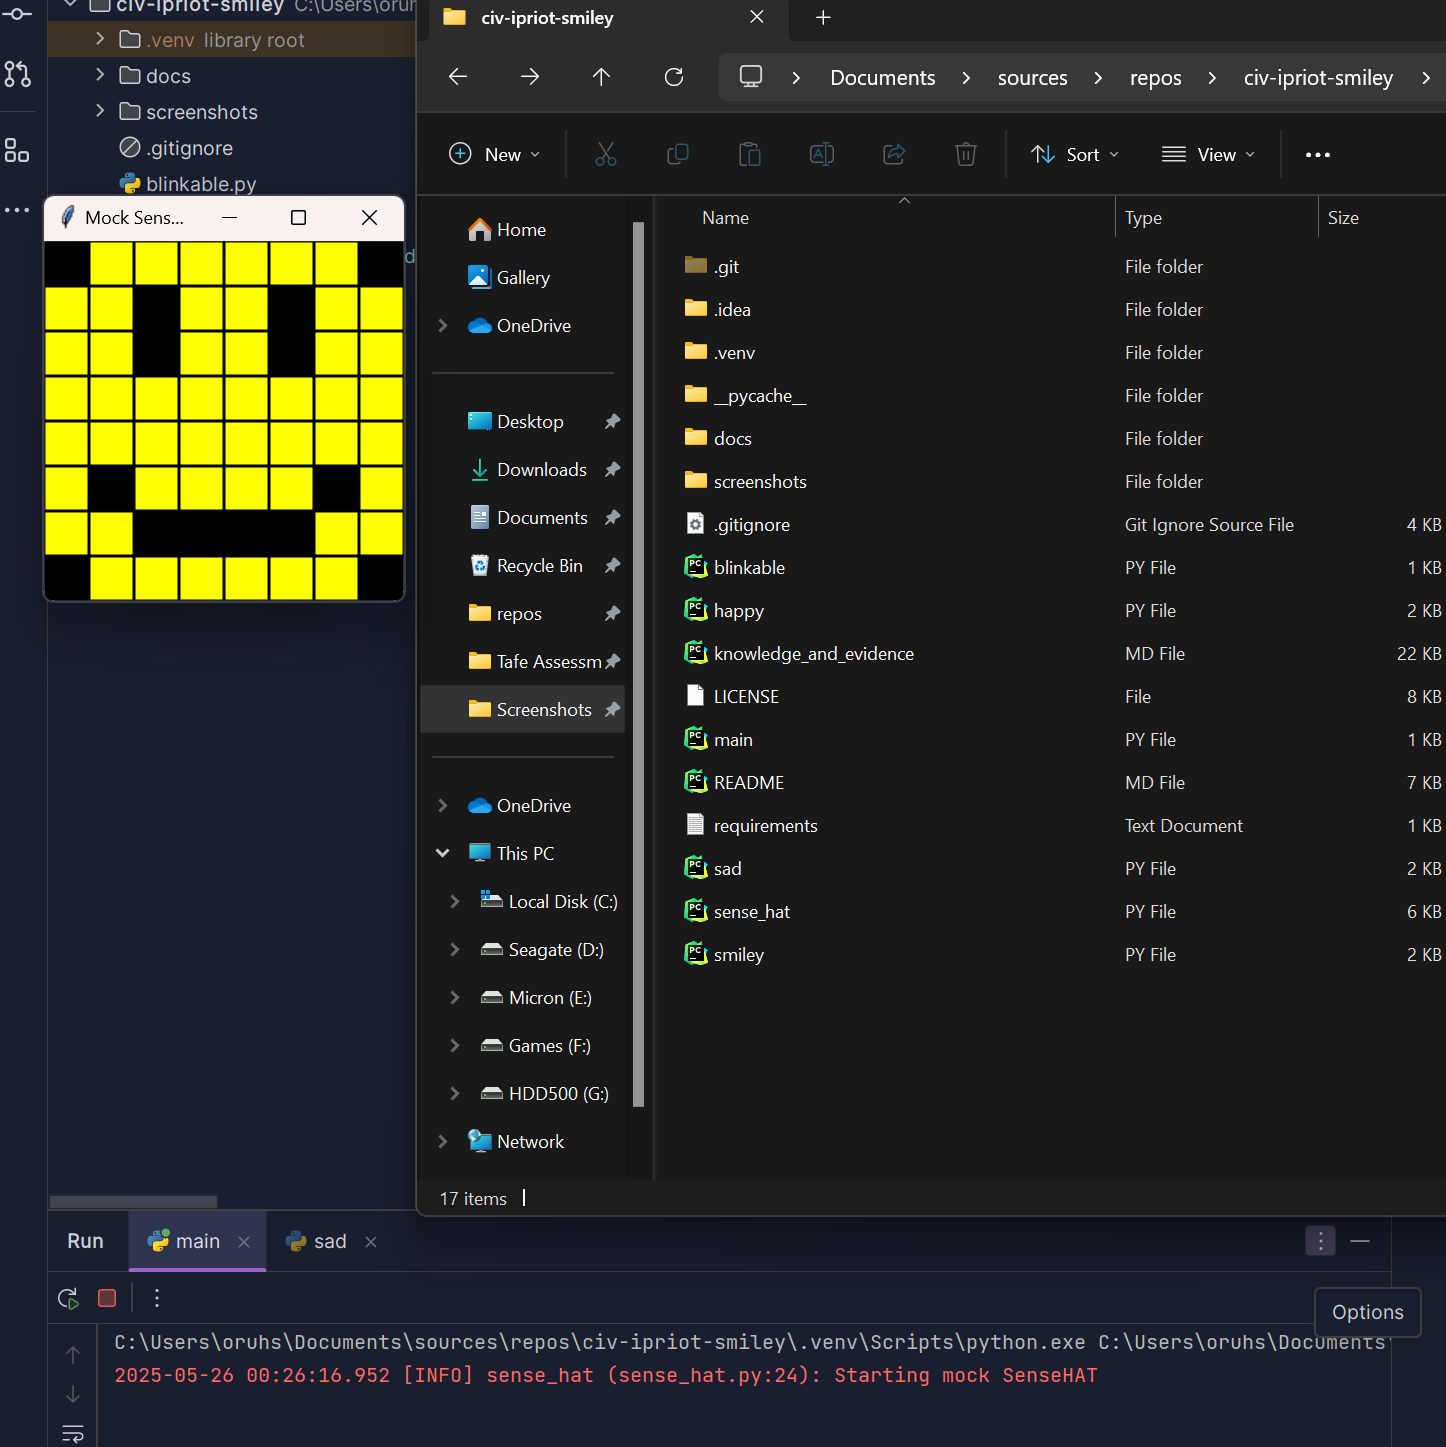 civ-ipriot-smiley C:\Users\oruh
.venv library root
docs
screenshots
.gitignore
blinkable.py
Mock Sens...
d
civ-ipriot-smiley
Documents > sources > repos > civ-ipriot-smiley >
New
Sort
View
Name Type Size
Home
Gallery
OneDrive
Desktop
Downloads
Documents
Recycle Bin
repos
Tafe Assessm
Screenshots
OneDrive
This PC
Local Disk (C:)
Seagate (D:)
Micron (E:)
Games (F:)
HDD500 (G:)
Network
.git File folder
.idea File folder
.venv File folder
__pycache__ File folder
docs File folder
screenshots File folder
.gitignore Git Ignore Source File 4 KB
blinkable PY File 1 KB
happy PY File 2 KB
knowledge_and_evidence MD File 22 KB
LICENSE File 8 KB
main PY File 1 KB
README MD File 7 KB
requirements Text Document 1 KB
sad PY File 2 KB
sense_hat PY File 6 KB
smiley PY File 2 KB
17 items
Run main sad
Options
C:\Users\oruhs\Documents\sources\repos\civ-ipriot-smiley\.venv\Scripts\python.exe C:\Users\oruhs\Documents
2025-05-26 00:26:16.952 [INFO] sense_hat (sense_hat.py:24): Starting mock SenseHAT